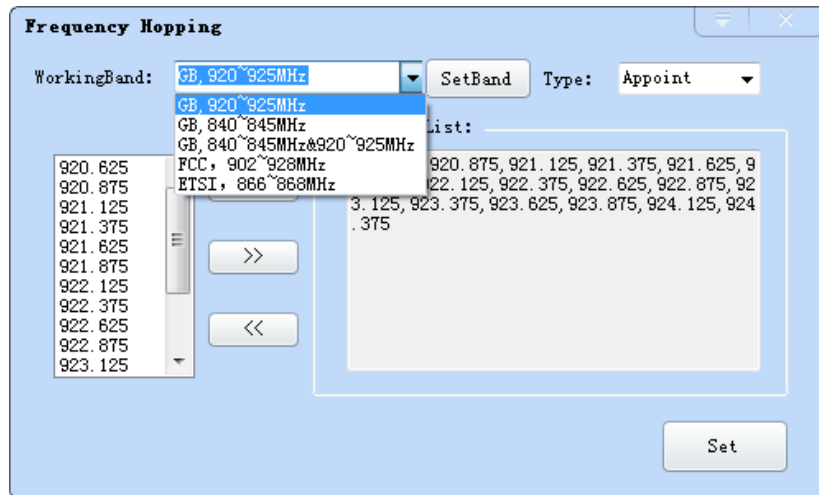 Frequency Hopping
WorkingBand:
GB, 920~925MHz
SetBand
Type:
Appoint
GB, 920~925MHz
GB, 840~845MHz
GB, 840~845MHz&920~925MHz
FCC, 902~928MHz
ETSI, 866~868MHz
List:
920.625
920.875
921.125
921.375
921.625
921.875
922.125
922.375
922.625
922.875
923.125
>>
<<
920.875, 921.125, 921.375, 921.625, 9
922.125, 922.375, 922.625, 922.875, 92
3.125, 923.375, 923.625, 923.875, 924.125, 924
.375
Set